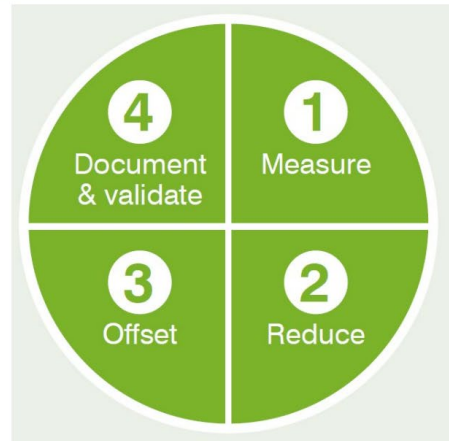 1
Measure
2
Reduce
3
Offset
4
Document
& validate